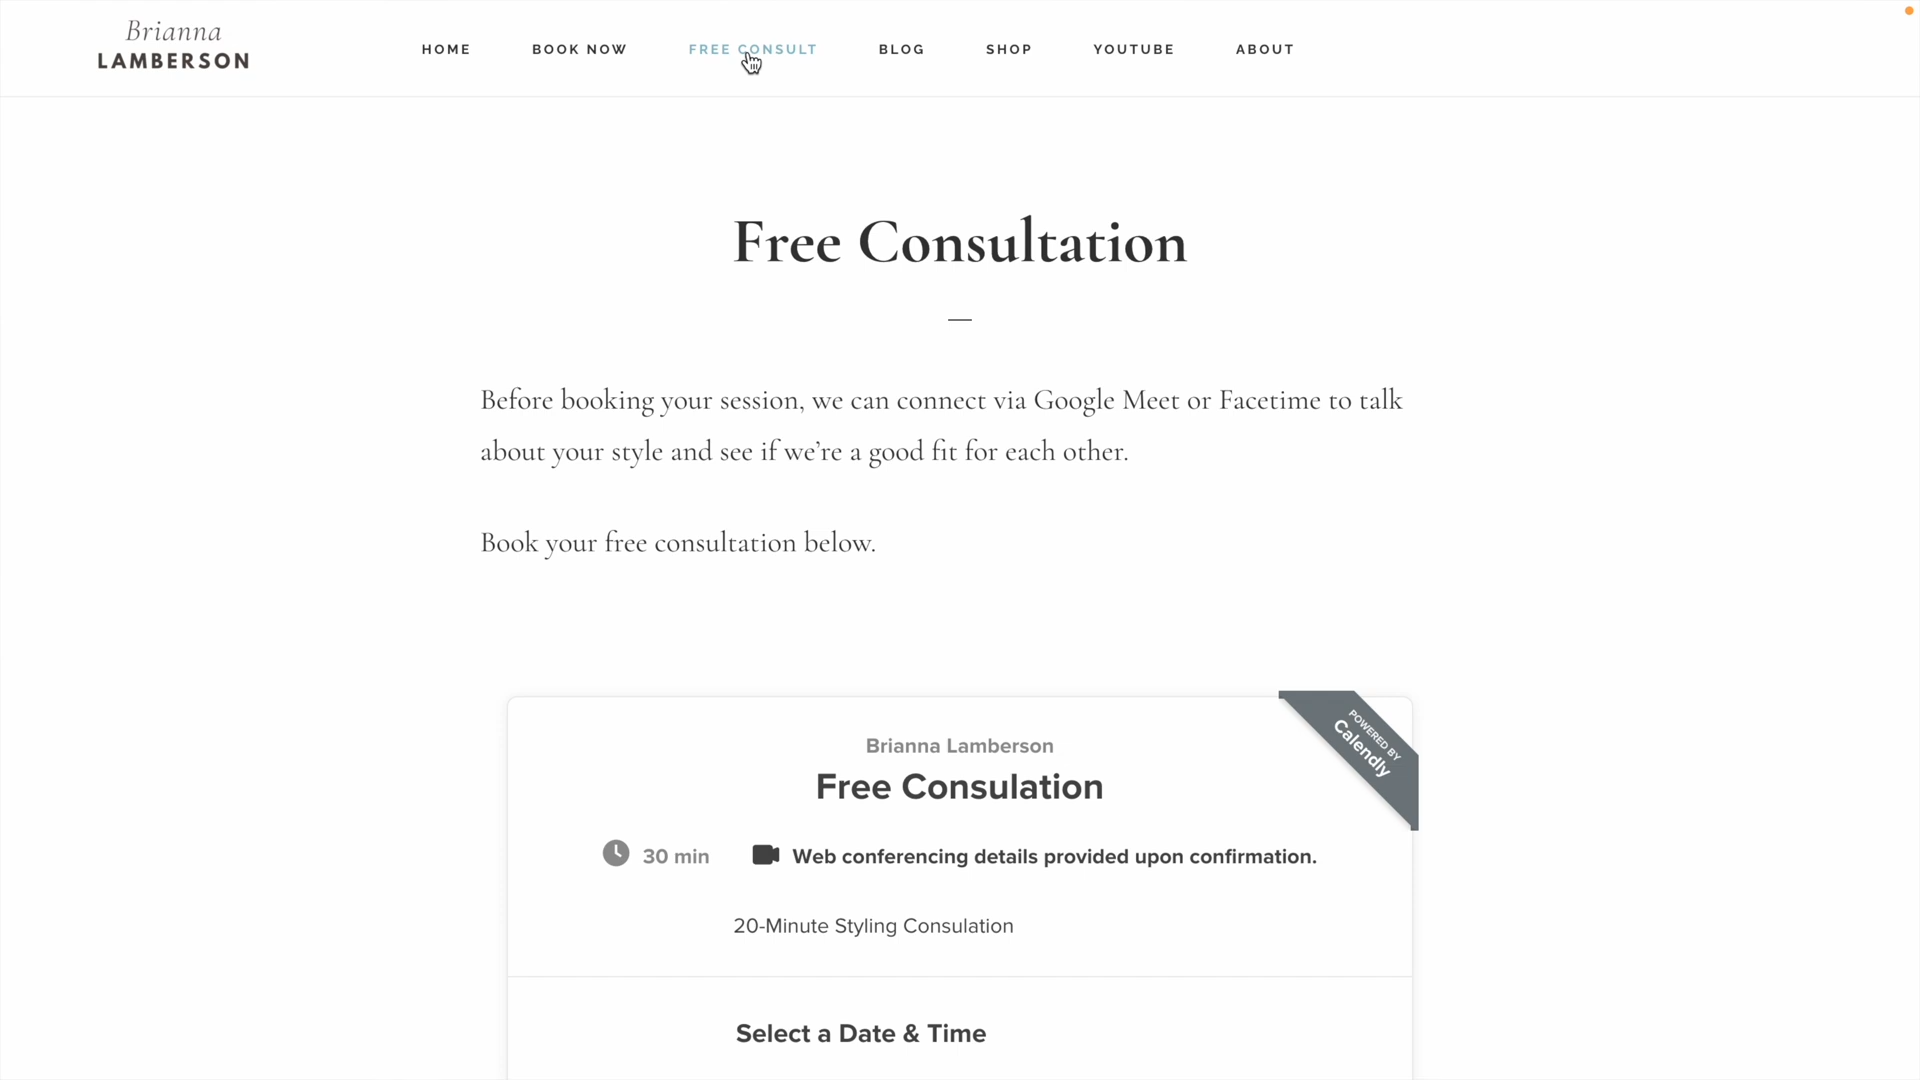 Brianna
LAMBERSON
HOME BOOK NOW FREE CONSULT BLOG SHOP YOUTUBE ABOUT
Free Consultation
Before booking your session, we can connect via Google Meet or Facetime to talk
about your style and see if we’re a good fit for each other.
Book your free consultation below.
POWERED BY
Calendly
Brianna Lamberson
Free Consulation
30 min Web conferencing details provided upon confirmation.
20-Minute Styling Consulation
Select a Date & Time